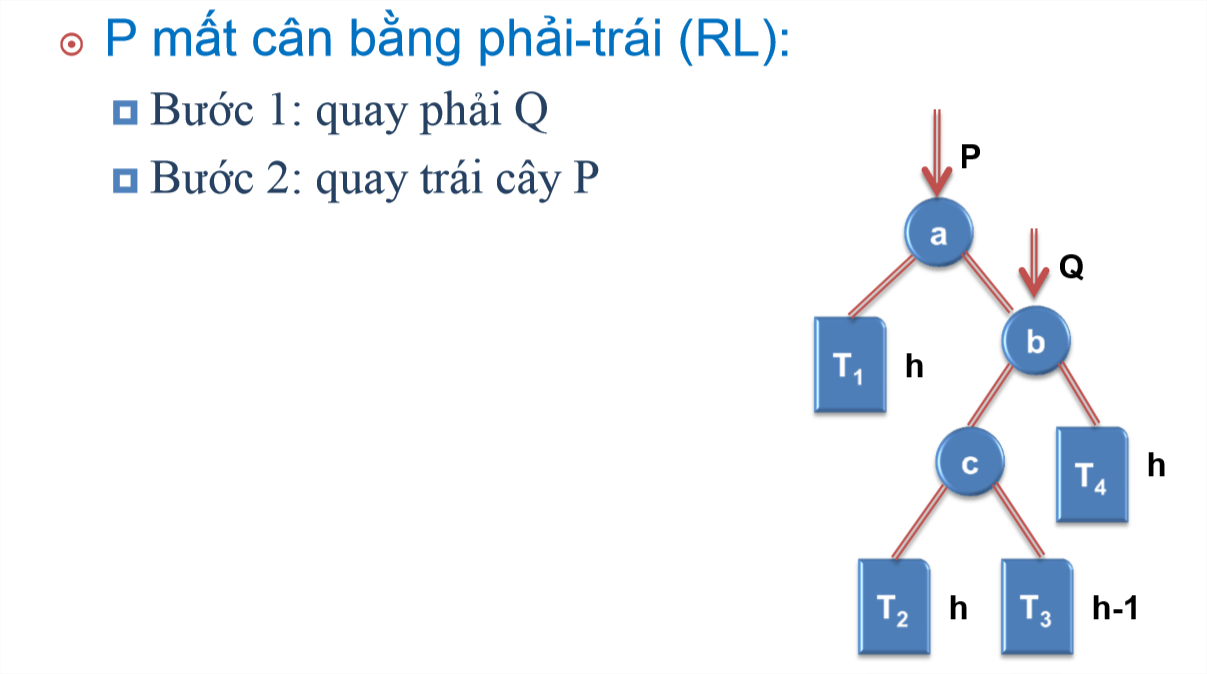 P mất cân bằng phải-trái (RL):
Bước 1: quay phải Q
Bước 2: quay trái cây P
P
a
Q
b
T₁ h
c
T₄ h
T₂ h T₃ h-1